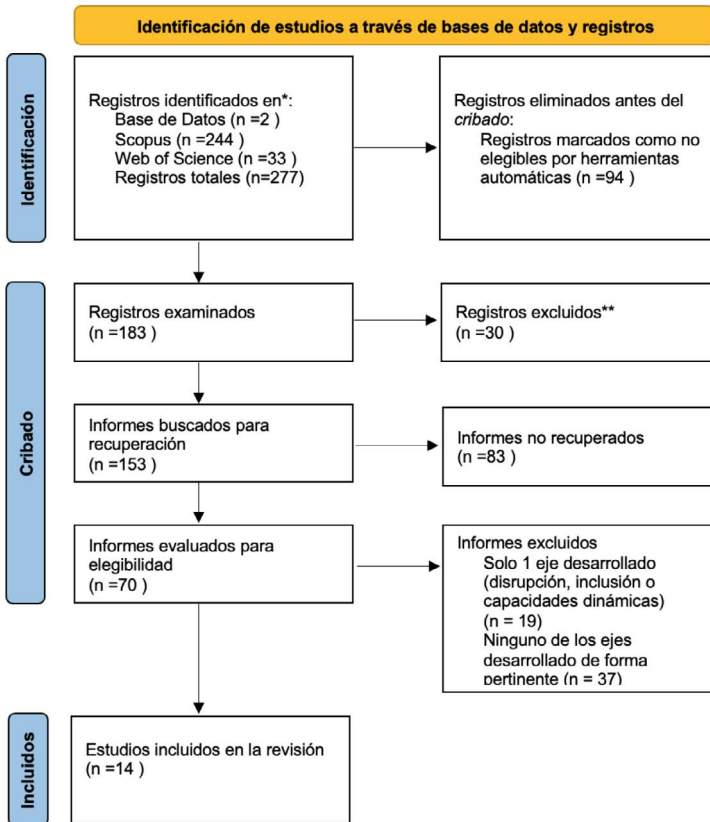 Identificación de estudios a través de bases de datos y registros
Identificación
Registros identificados en*:
Base de Datos (n =2 )
Scopus (n =244 )
Web of Science (n =33 )
Registros totales (n=277)
Registros eliminados antes del
cribado:
Registros marcados como no
elegibles por herramientas
automáticas (n =94 )
Cribado
Registros examinados
(n =183 )
Registros excluidos**
(n =30 )
Informes buscados para
recuperación
(n =153 )
Informes no recuperados
(n =83 )
Informes evaluados para
elegibilidad
(n =70 )
Informes excluidos
Solo 1 eje desarrollado
(disrupción, inclusión o
capacidades dinámicas)
(n = 19)
Ninguno de los ejes
desarrollado de forma
pertinente (n = 37)
Incluidos
Estudios incluidos en la revisión
(n =14 )